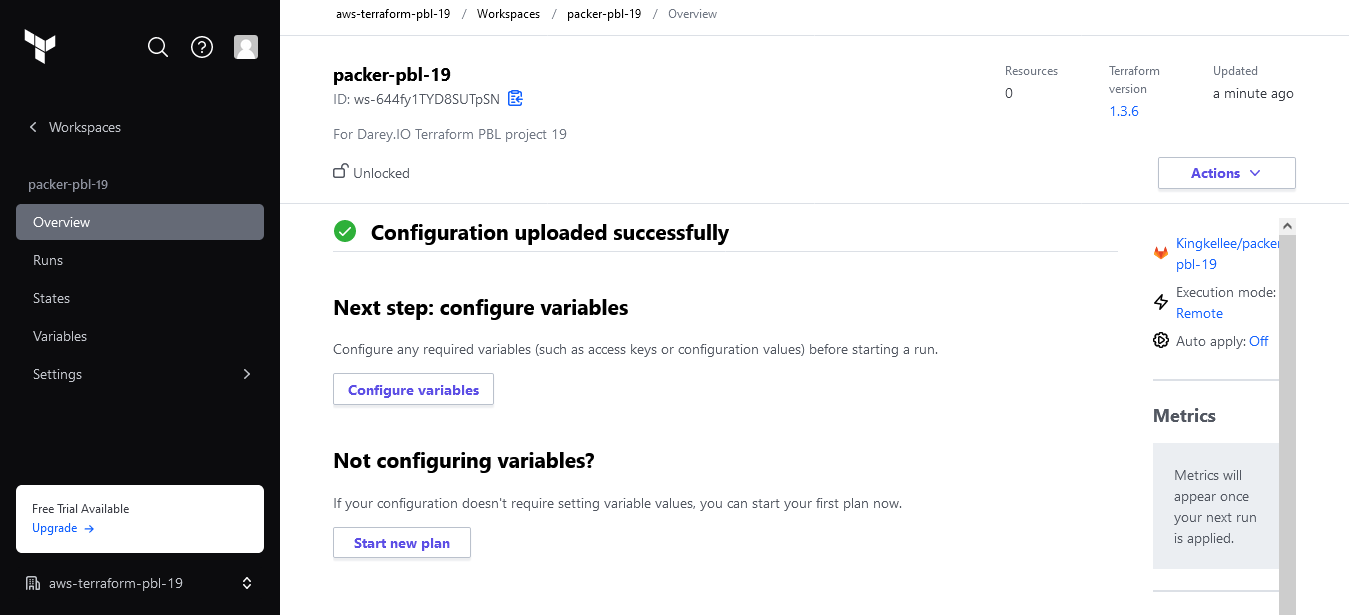 aws-terraform-pbl-19 / Workspaces / packer-pbl-19 / Overview
Workspaces
packer-pbl-19
Overview
Runs
States
Variables
Settings
Free Trial Available
Upgrade →
aws-terraform-pbl-19
packer-pbl-19
ID: ws-644fy1TYD8SUTpSN
For Darey.IO Terraform PBL project 19
Unlocked
Resources
0
Terraform
version
1.3.6
Updated
a minute ago
Actions
Configuration uploaded successfully
Next step: configure variables
Configure any required variables (such as access keys or configuration values) before starting a run.
Configure variables
Not configuring variables?
If your configuration doesn't require setting variable values, you can start your first plan now.
Start new plan
Kingkellee/packer
pbl-19
Execution mode:
Remote
Auto apply: Off
Metrics
Metrics will
appear once
your next run
is applied.